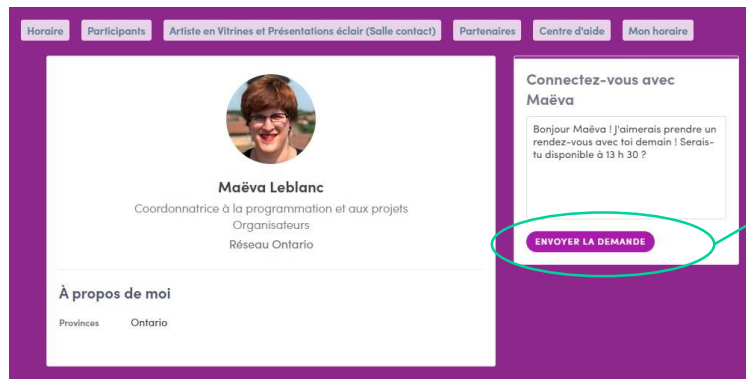 Horaire Participants Artiste en Vitrines et Présentations éclair (Salle contact) Partenaires Centre d'aide Mon horaire
Maëva Leblanc
Coordonnatrice à la programmation et aux projets
Organisateurs
Réseau Ontario
À propos de moi
Provinces Ontario
Connectez-vous avec
Maëva
Bonjour Maëva ! J'aimerais prendre un
rendez-vous avec toi demain ! Serais-
tu disponible à 13 h 30 ?
ENVOYER LA DEMANDE